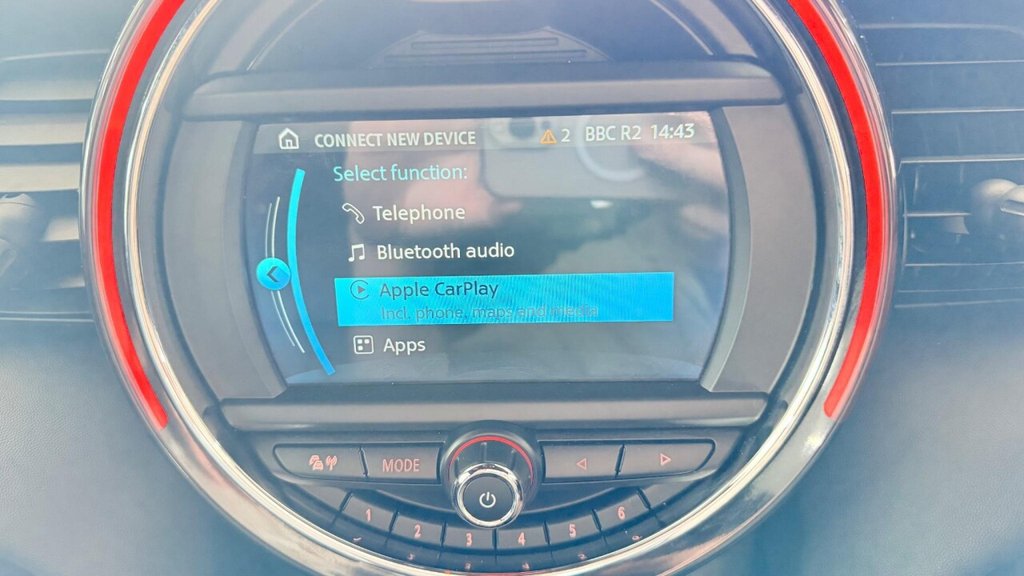 CONNECT NEW DEVICE 2 BBC R2 14:43
Select function:
Telephone
Bluetooth audio
Apple CarPlay
Incl. phone, maps and media
Apps
MODE
1 2 3 4 5 6